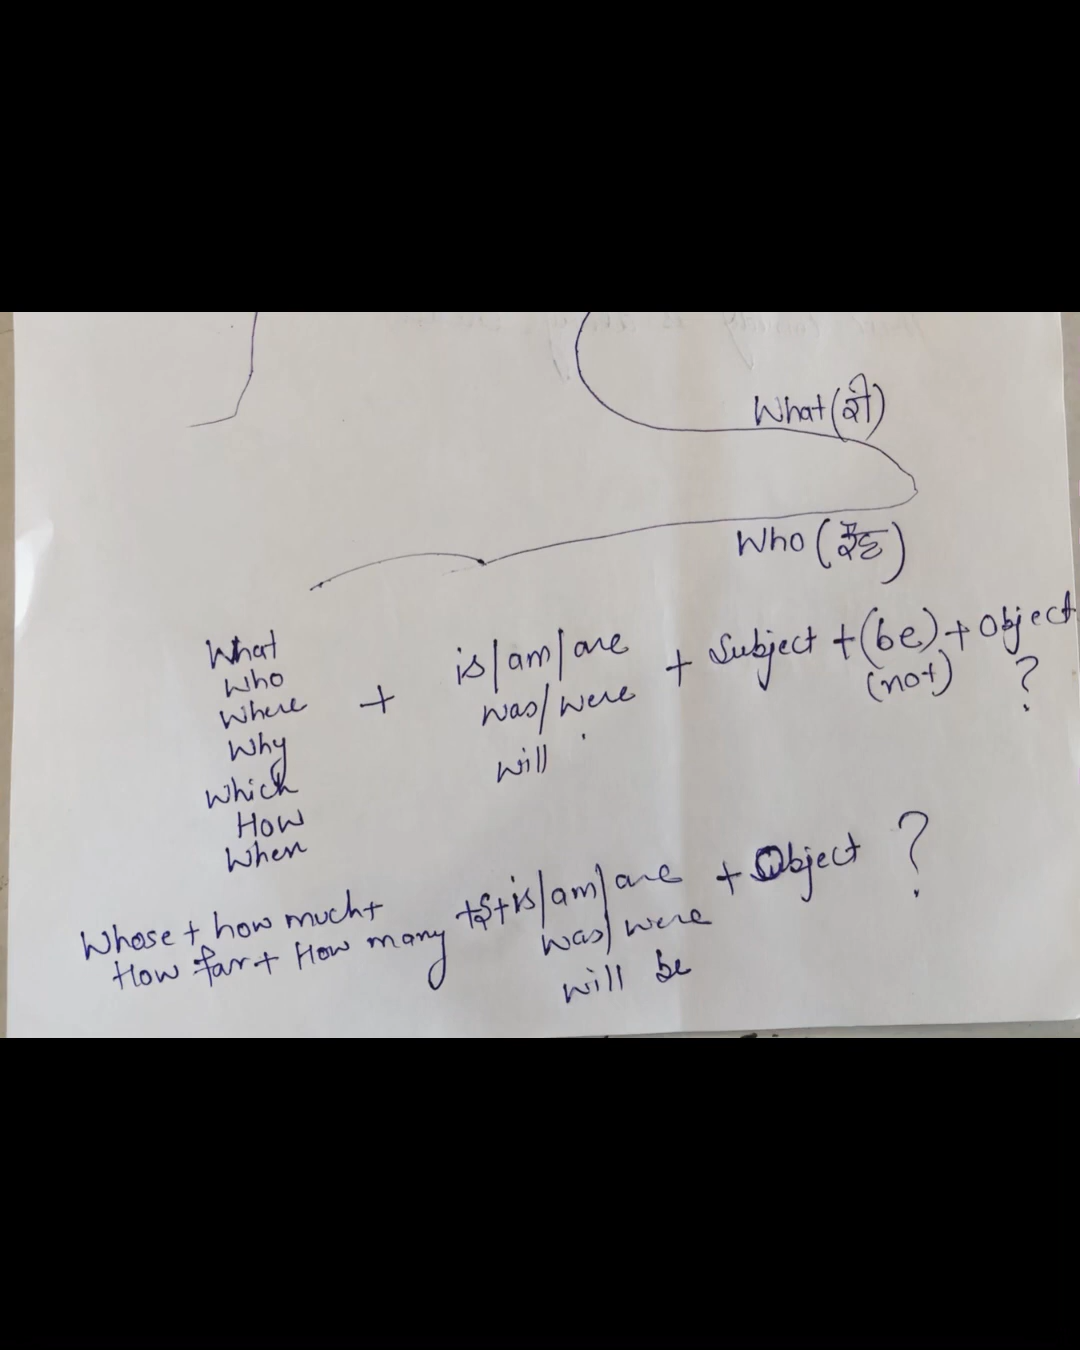 What (की)
Who (कौन)
What
Who
Where
Why
Which
How
When
+
is/am/are
was/were
will
+ Subject + (be) + Object
(not) ?
Whose + how much +
How far + How many + S + is/am/are + Object ?
was/were
will be